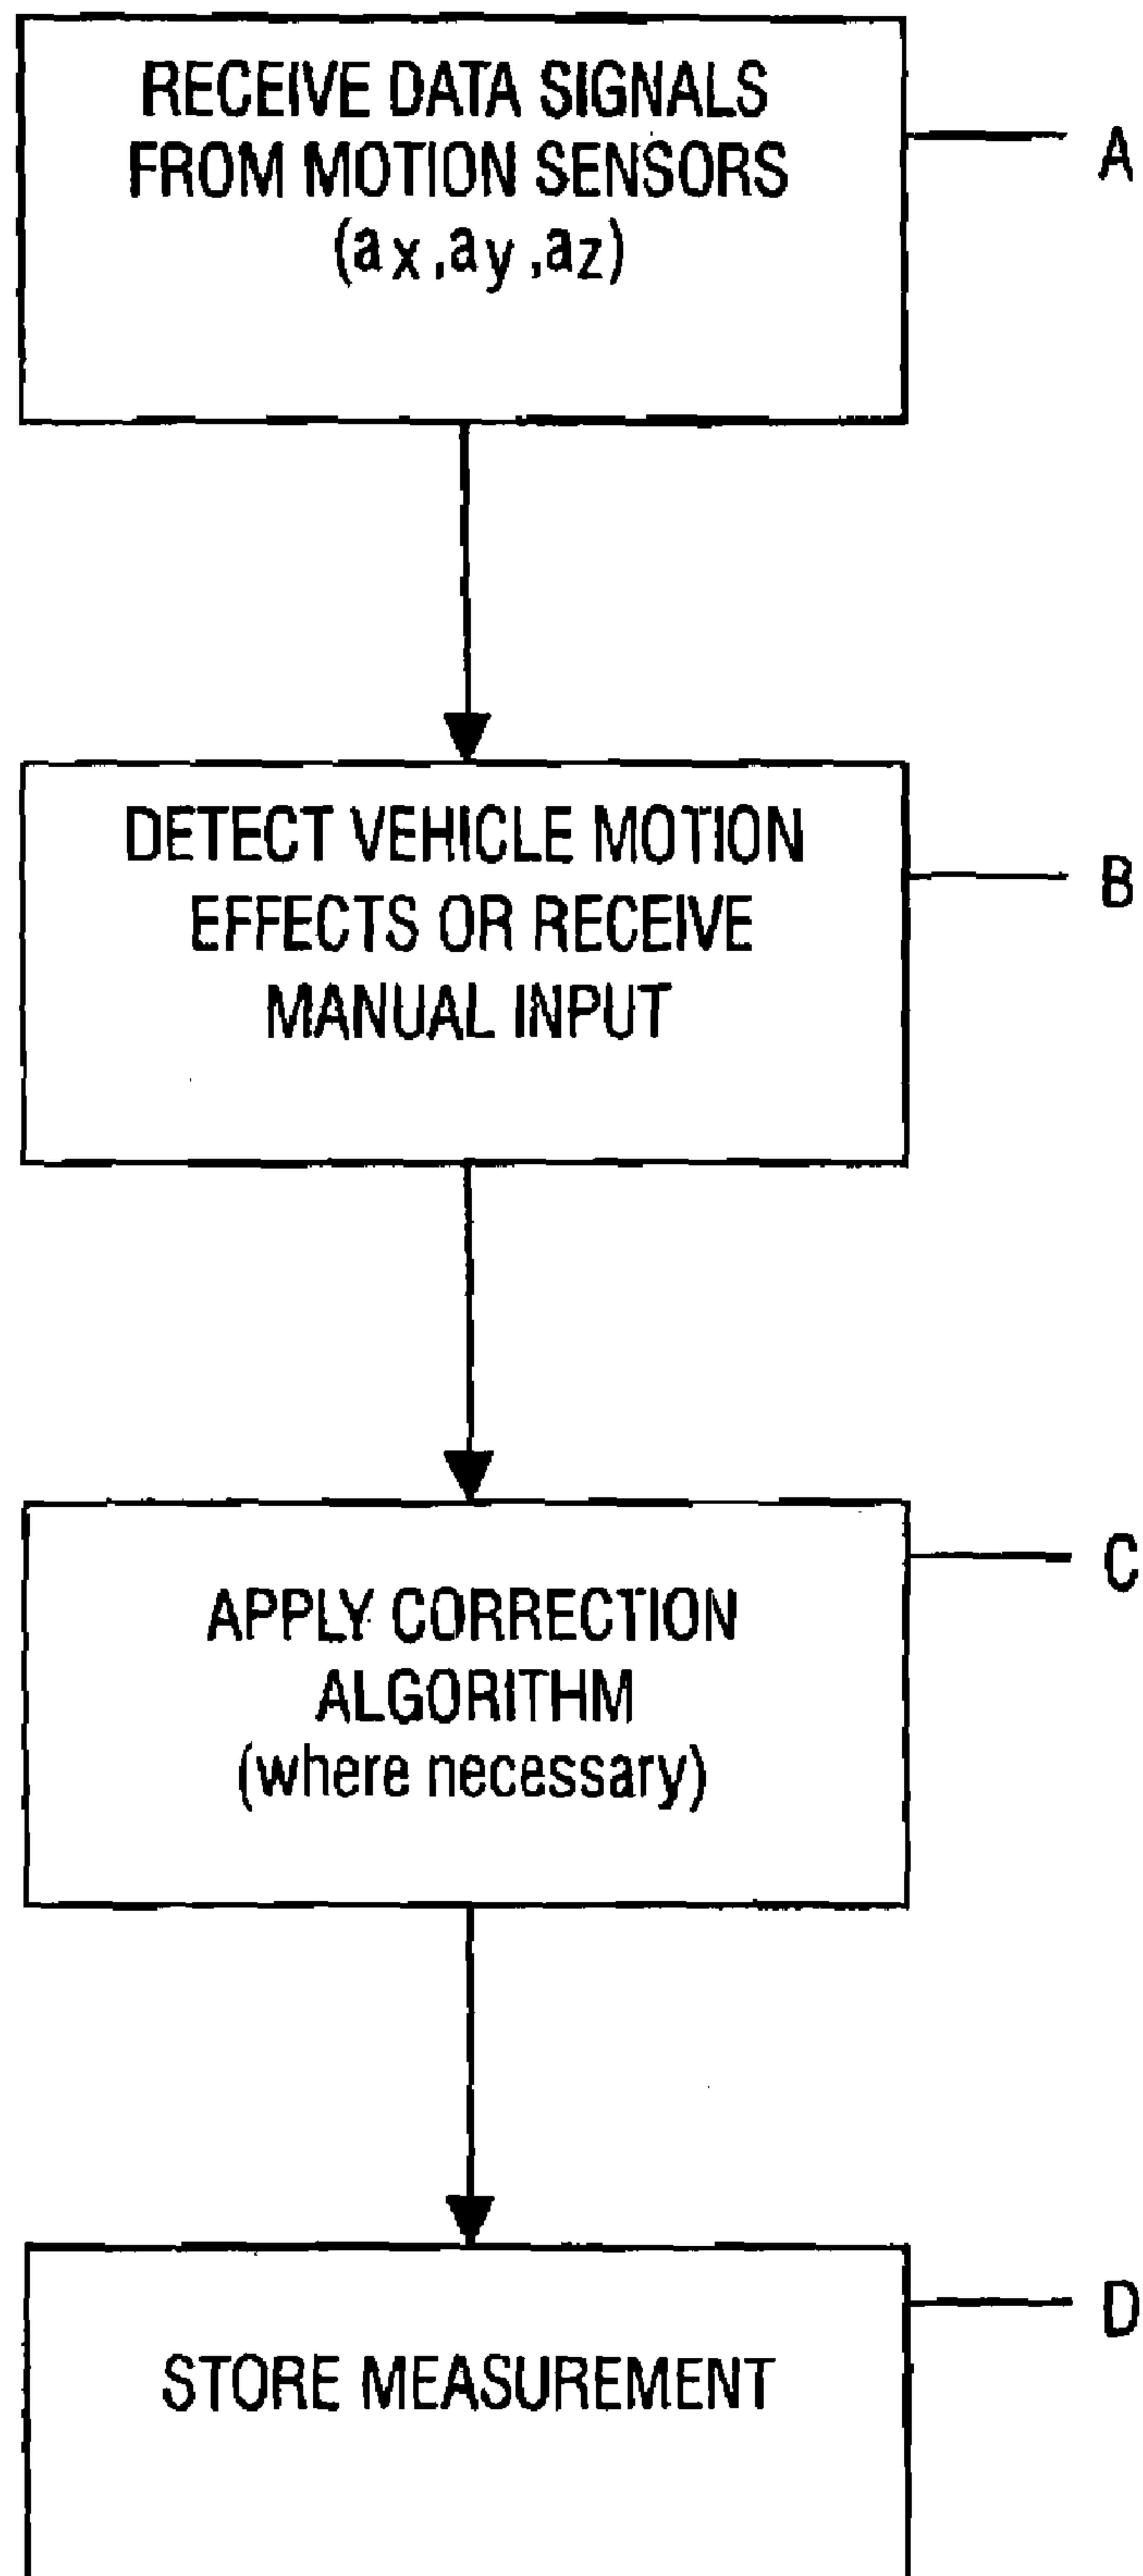 RECEIVE DATA SIGNALS
FROM MOTION SENSORS
(ax,ay,az)
A
DETECT VEHICLE MOTION
EFFECTS OR RECEIVE
MANUAL INPUT
B
APPLY CORRECTION
ALGORITHM
(where necessary)
C
STORE MEASUREMENT
D